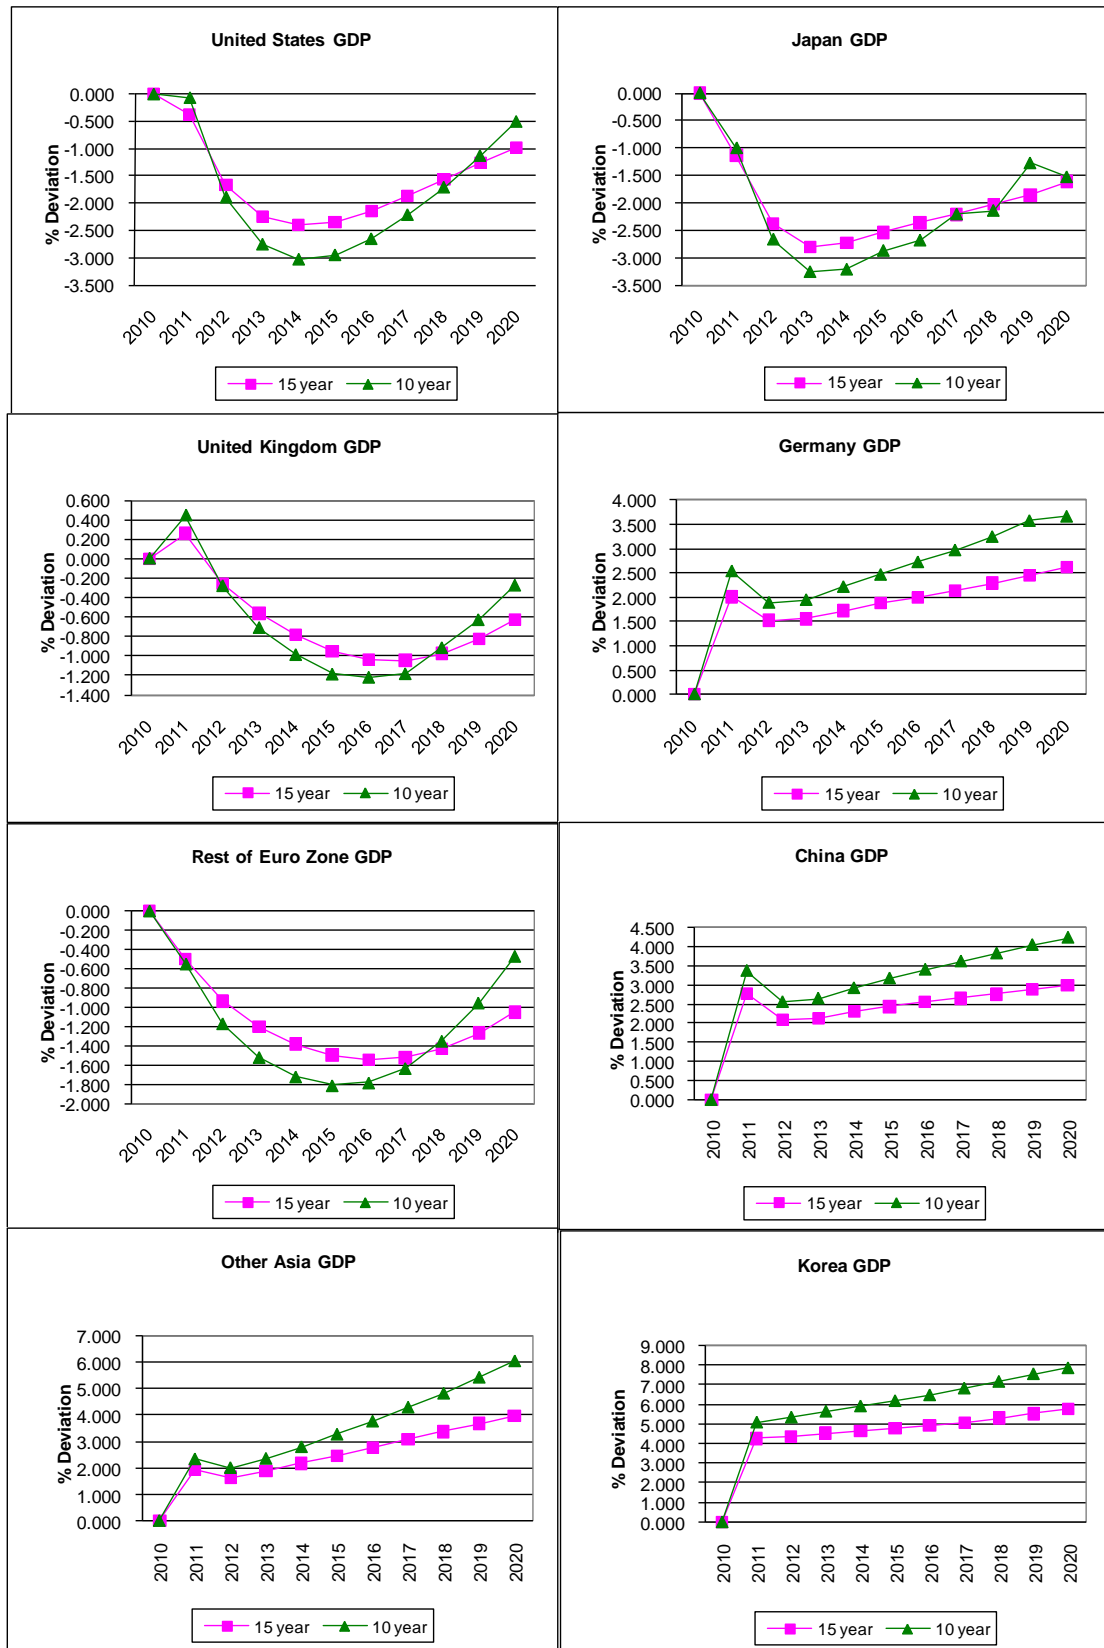 United States GDP
% Deviation
0.000
-0.500
-1.000
-1.500
-2.000
-2.500
-3.000
-3.500
2010 2011 2012 2013 2014 2015 2016 2017 2018 2019 2020
15 year 10 year
Japan GDP
% Deviation
0.000
-0.500
-1.000
-1.500
-2.000
-2.500
-3.000
-3.500
2010 2011 2012 2013 2014 2015 2016 2017 2018 2019 2020
15 year 10 year
United Kingdom GDP
% Deviation
0.600
0.400
0.200
0.000
-0.200
-0.400
-0.600
-0.800
-1.000
-1.200
-1.400
2010 2011 2012 2013 2014 2015 2016 2017 2018 2019 2020
15 year 10 year
Germany GDP
% Deviation
4.000
3.500
3.000
2.500
2.000
1.500
1.000
0.500
0.000
2010 2011 2012 2013 2014 2015 2016 2017 2018 2019 2020
15 year 10 year
Rest of Euro Zone GDP
% Deviation
0.000
-0.200
-0.400
-0.600
-0.800
-1.000
-1.200
-1.400
-1.600
-1.800
-2.000
2010 2011 2012 2013 2014 2015 2016 2017 2018 2019 2020
15 year 10 year
China GDP
% Deviation
4.500
4.000
3.500
3.000
2.500
2.000
1.500
1.000
0.500
0.000
2010 2011 2012 2013 2014 2015 2016 2017 2018 2019 2020
15 year 10 year
Other Asia GDP
% Deviation
7.000
6.000
5.000
4.000
3.000
2.000
1.000
0.000
2010 2011 2012 2013 2014 2015 2016 2017 2018 2019 2020
15 year 10 year
Korea GDP
% Deviation
9.000
8.000
7.000
6.000
5.000
4.000
3.000
2.000
1.000
0.000
2010 2011 2012 2013 2014 2015 2016 2017 2018 2019 2020
15 year 10 year